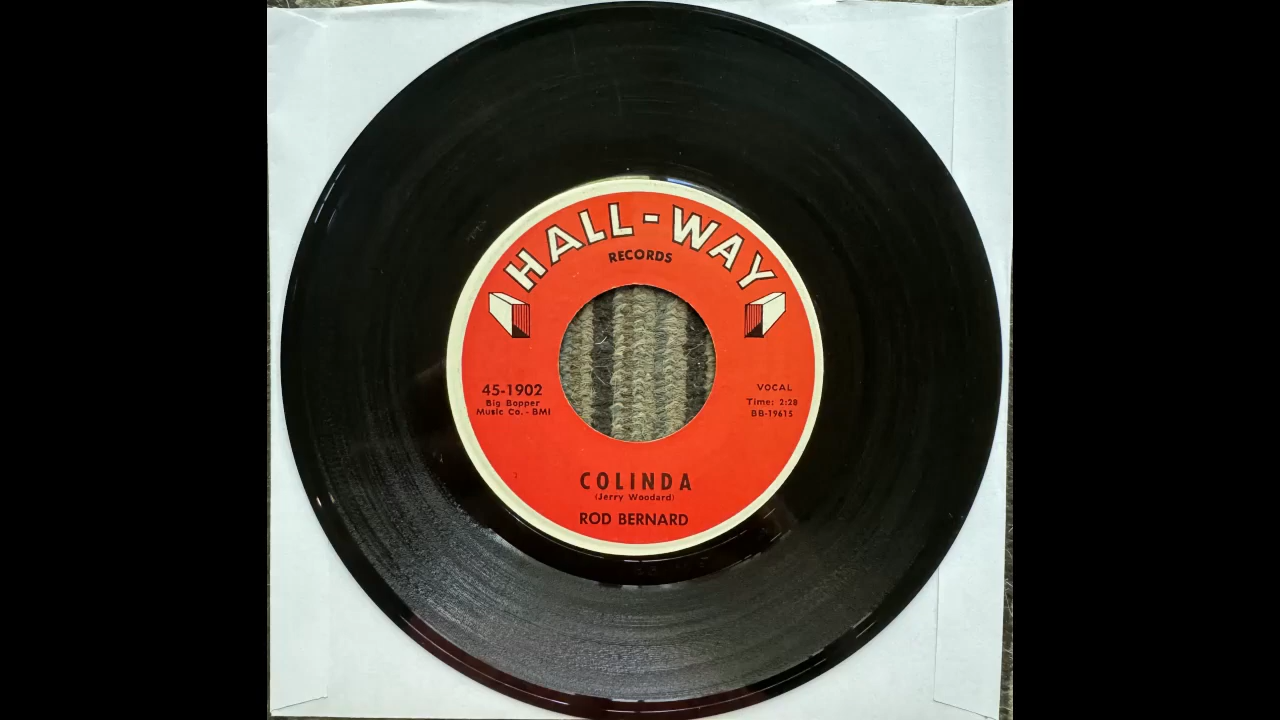 HALL-WAY
RECORDS
45-1902
Big Bopper
Music Co. - BMI
VOCAL
Time: 2:28
BB-19615
COLINDA
(Jerry Woodard)
ROD BERNARD